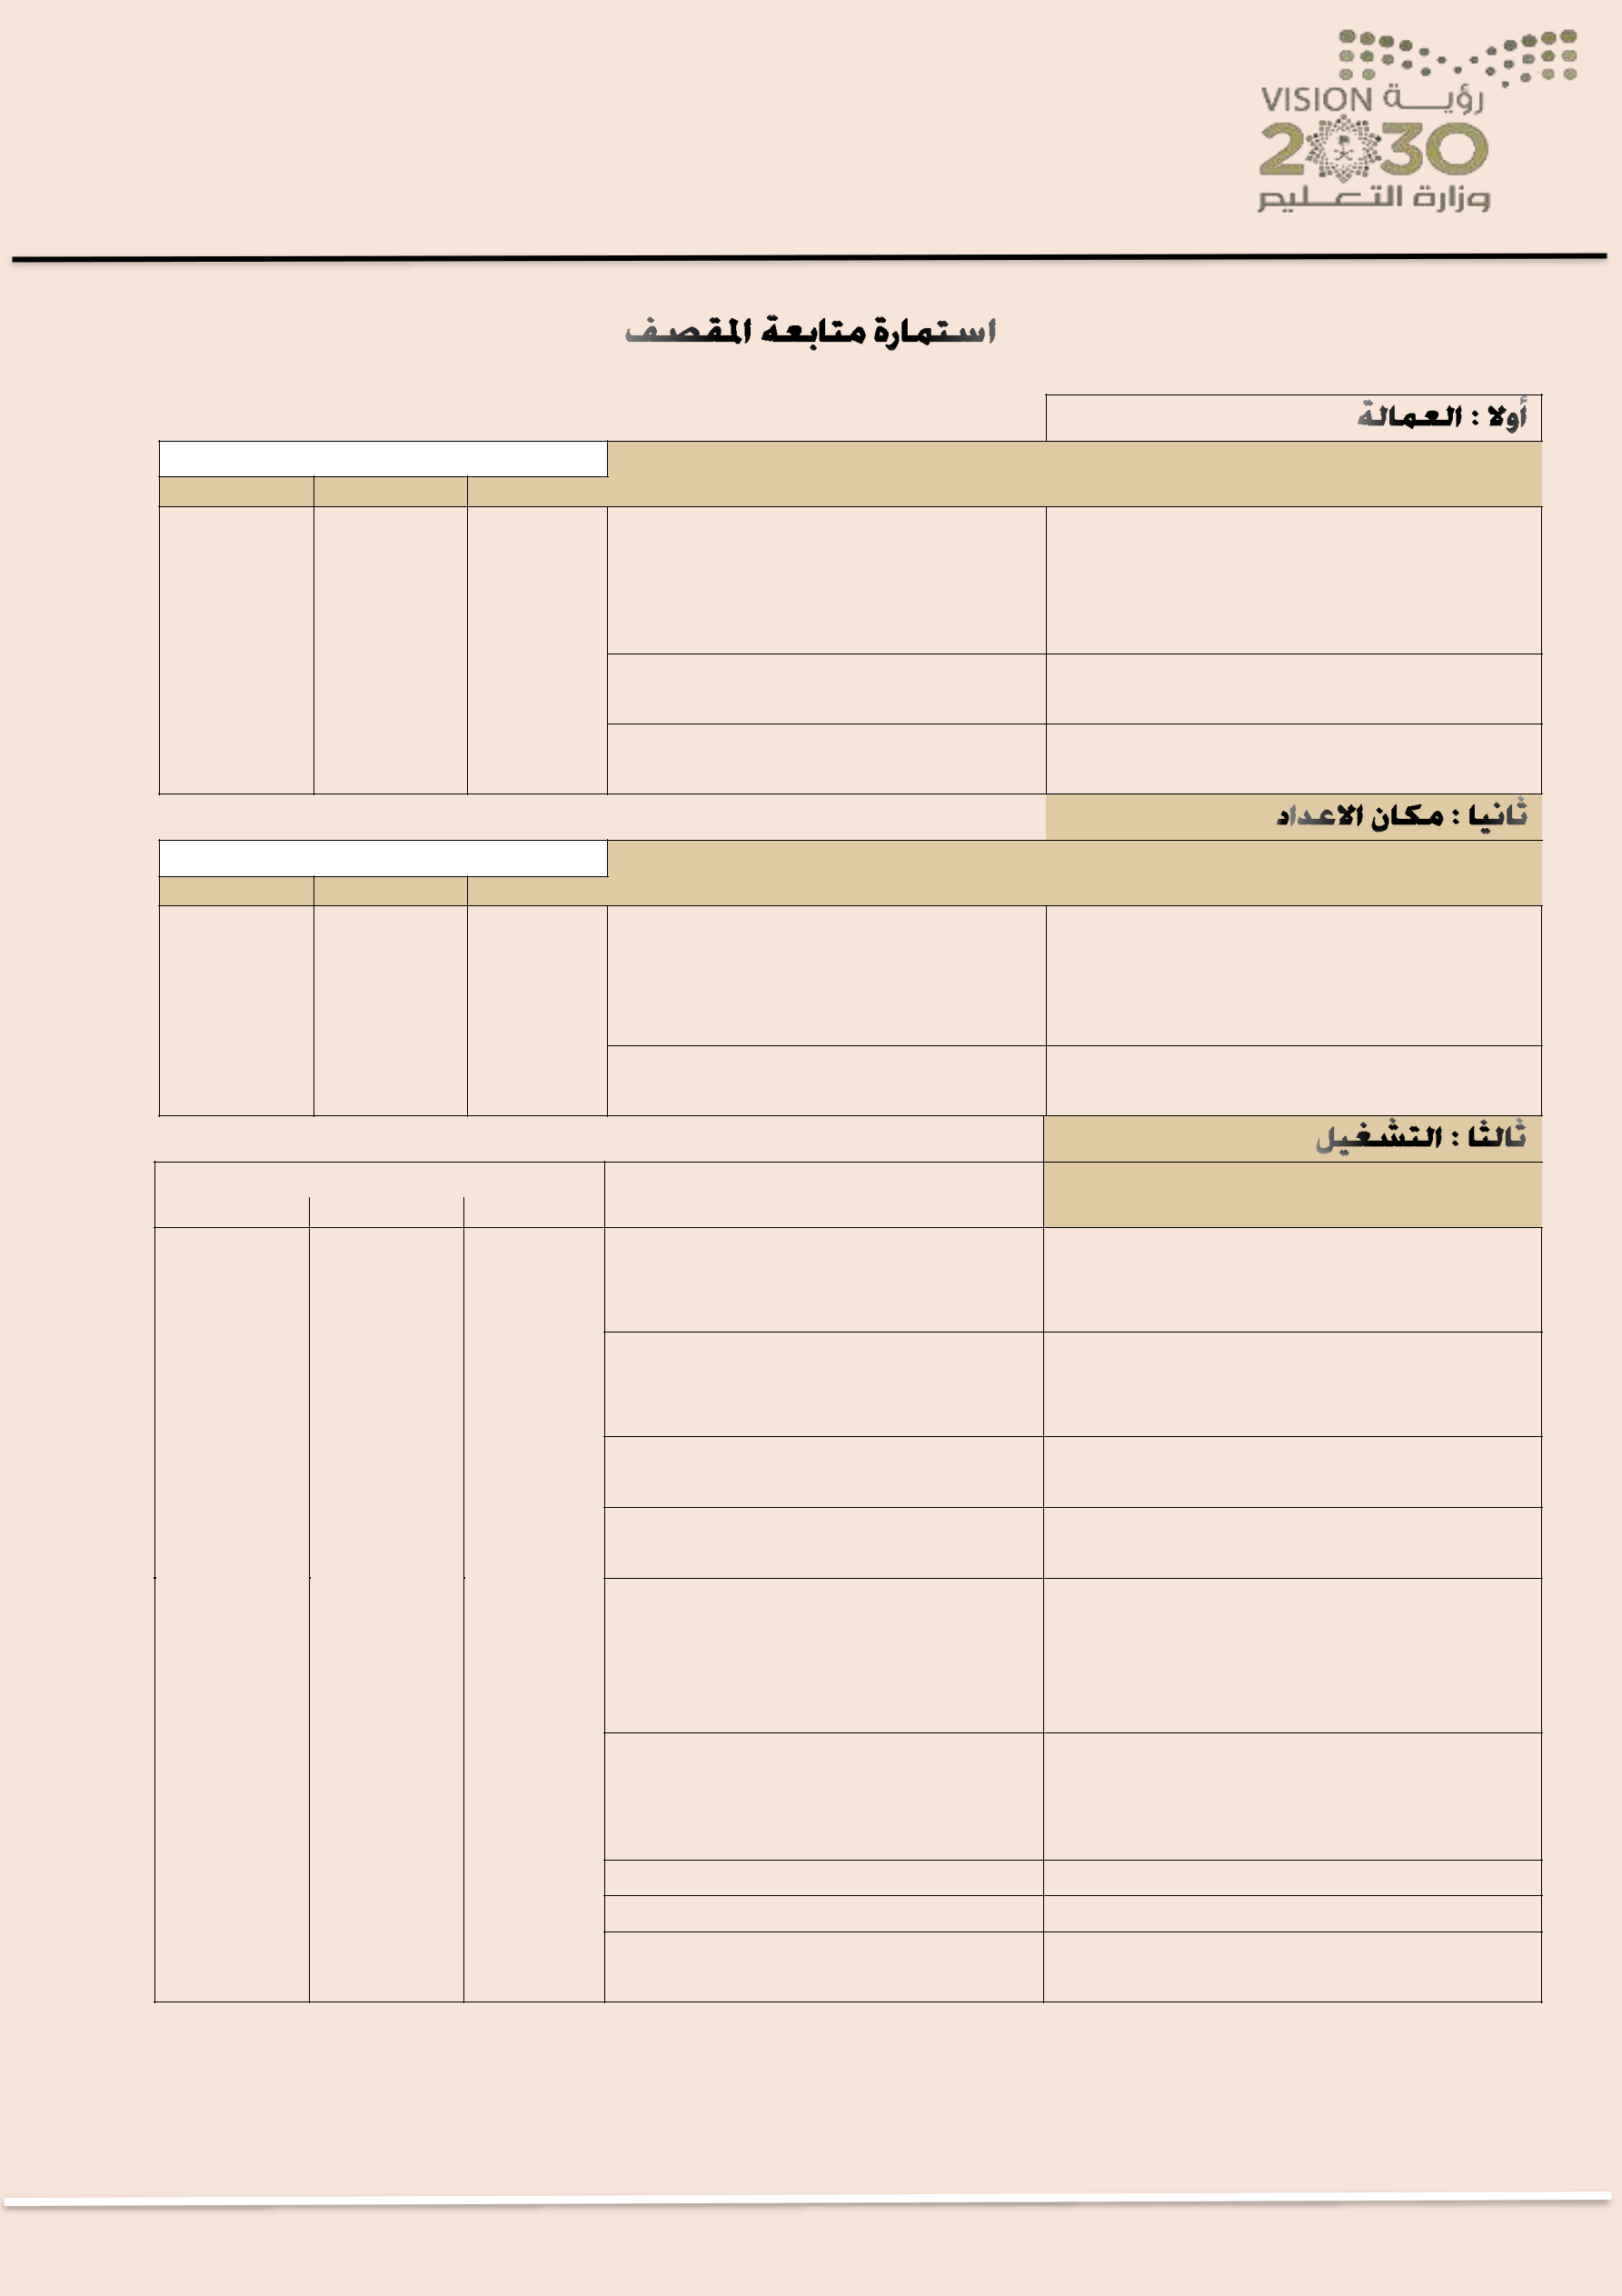 VISION رؤيـــة
2030
وزارة التعـــليم
استمارة متابعة المقصف
أولا : العمالة
ثانيا : مكان الاعداد
ثالثا : التشغيل